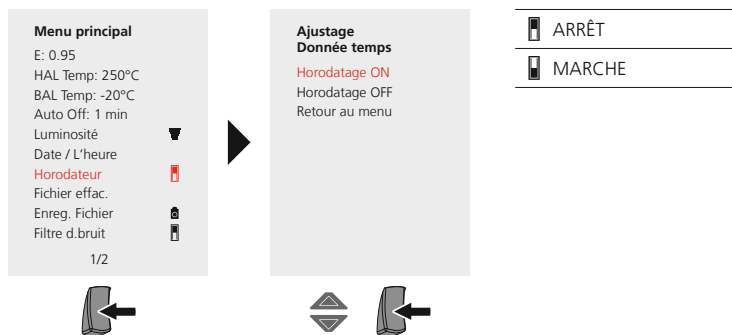 Menu principal
E: 0.95
HAL Temp: 250°C
BAL Temp: -20°C
Auto Off: 1 min
Luminosité
Date / L'heure
Horodateur
Fichier effac.
Enreg. Fichier
Filtre d.bruit
1/2
Ajustage
Donnée temps
Horodatage ON
Horodatage OFF
Retour au menu
ARRÊT
MARCHE